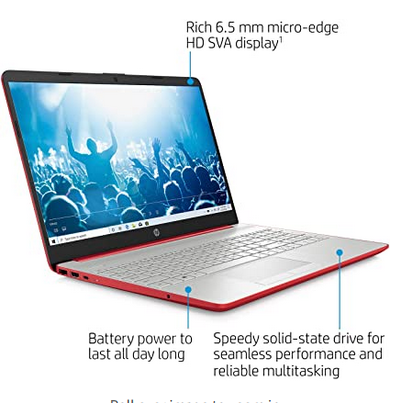 Rich 6.5 mm micro-edge
HD SVA display¹
hp
Battery power to
last all day long
Speedy solid-state drive for
seamless performance and
reliable multitasking